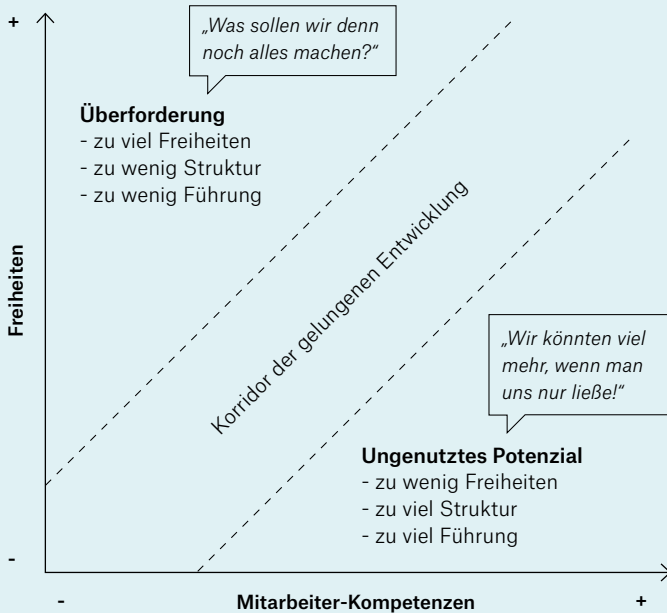 +
„Was sollen wir denn
noch alles machen?“
Überforderung
- zu viel Freiheiten
- zu wenig Struktur
- zu wenig Führung
Freiheiten
Korridor der gelungenen Entwicklung
„Wir könnten viel
mehr, wenn man
uns nur ließe!“
Ungenutztes Potenzial
- zu wenig Freiheiten
- zu viel Struktur
- zu viel Führung
-
- Mitarbeiter-Kompetenzen +